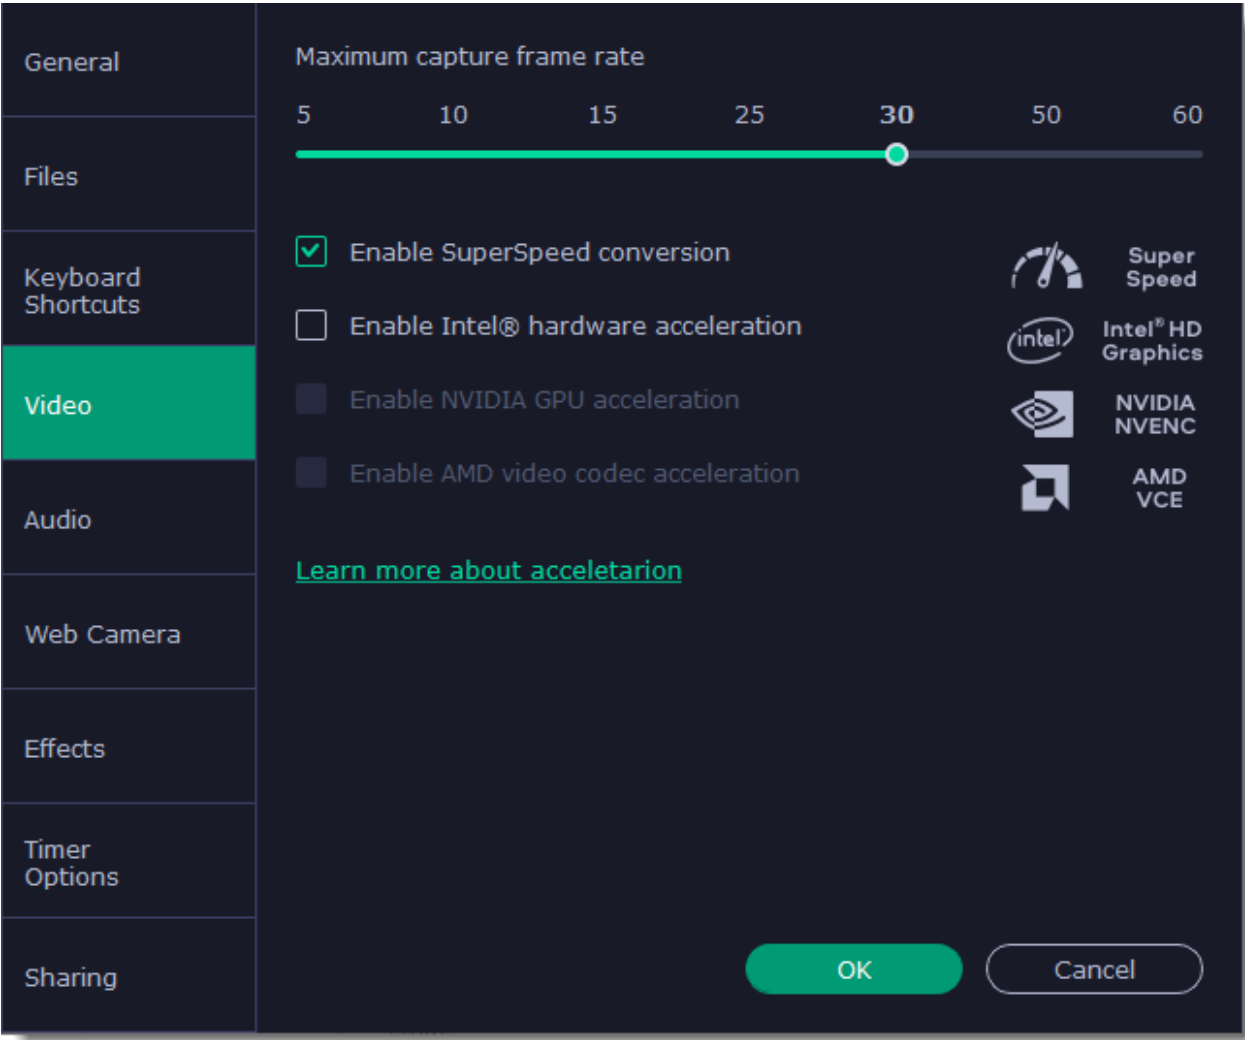 General
Files
Keyboard
Shortcuts
Video
Audio
Web Camera
Effects
Timer
Options
Sharing
Maximum capture frame rate
5 10 15 25 30 50 60
Enable SuperSpeed conversion
Super
Speed
Enable Intel® hardware acceleration
intel
Intel® HD
Graphics
Enable NVIDIA GPU acceleration
NVIDIA
NVENC
Enable AMD video codec acceleration
AMD
VCE
Learn more about acceletarion
OK
Cancel